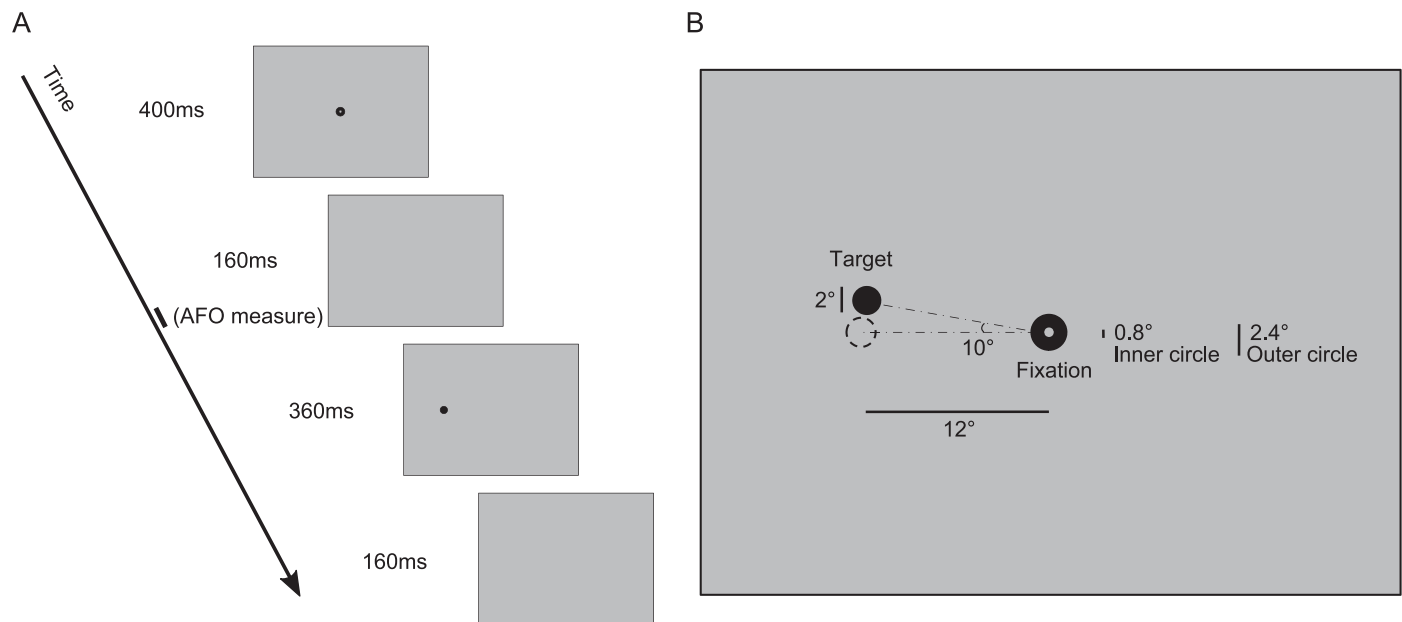 A
Time
400ms
160ms
(AFO measure)
360ms
160ms
B
Target
2°
10°
Fixation
0.8°
Inner circle
2.4°
Outer circle
12°